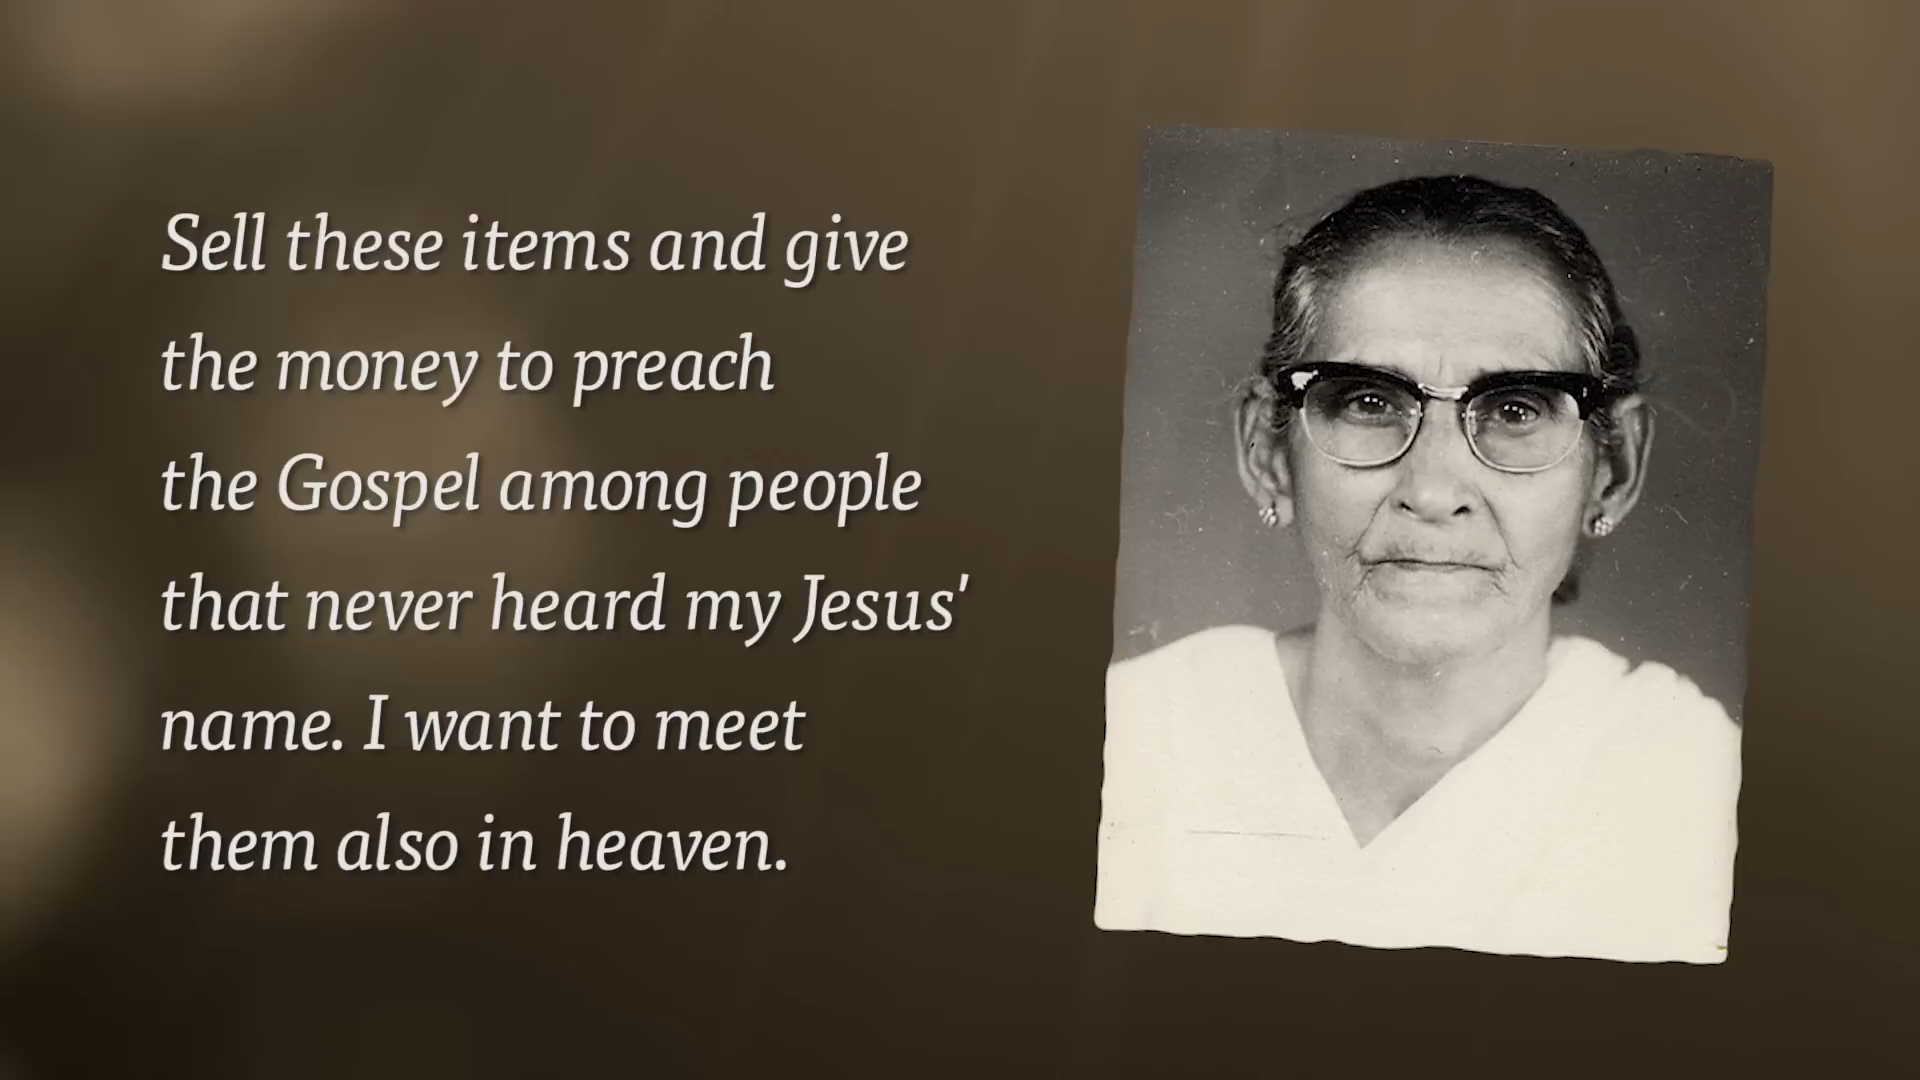 Sell these items and give
the money to preach
the Gospel among people
that never heard my Jesus'
name. I want to meet
them also in heaven.